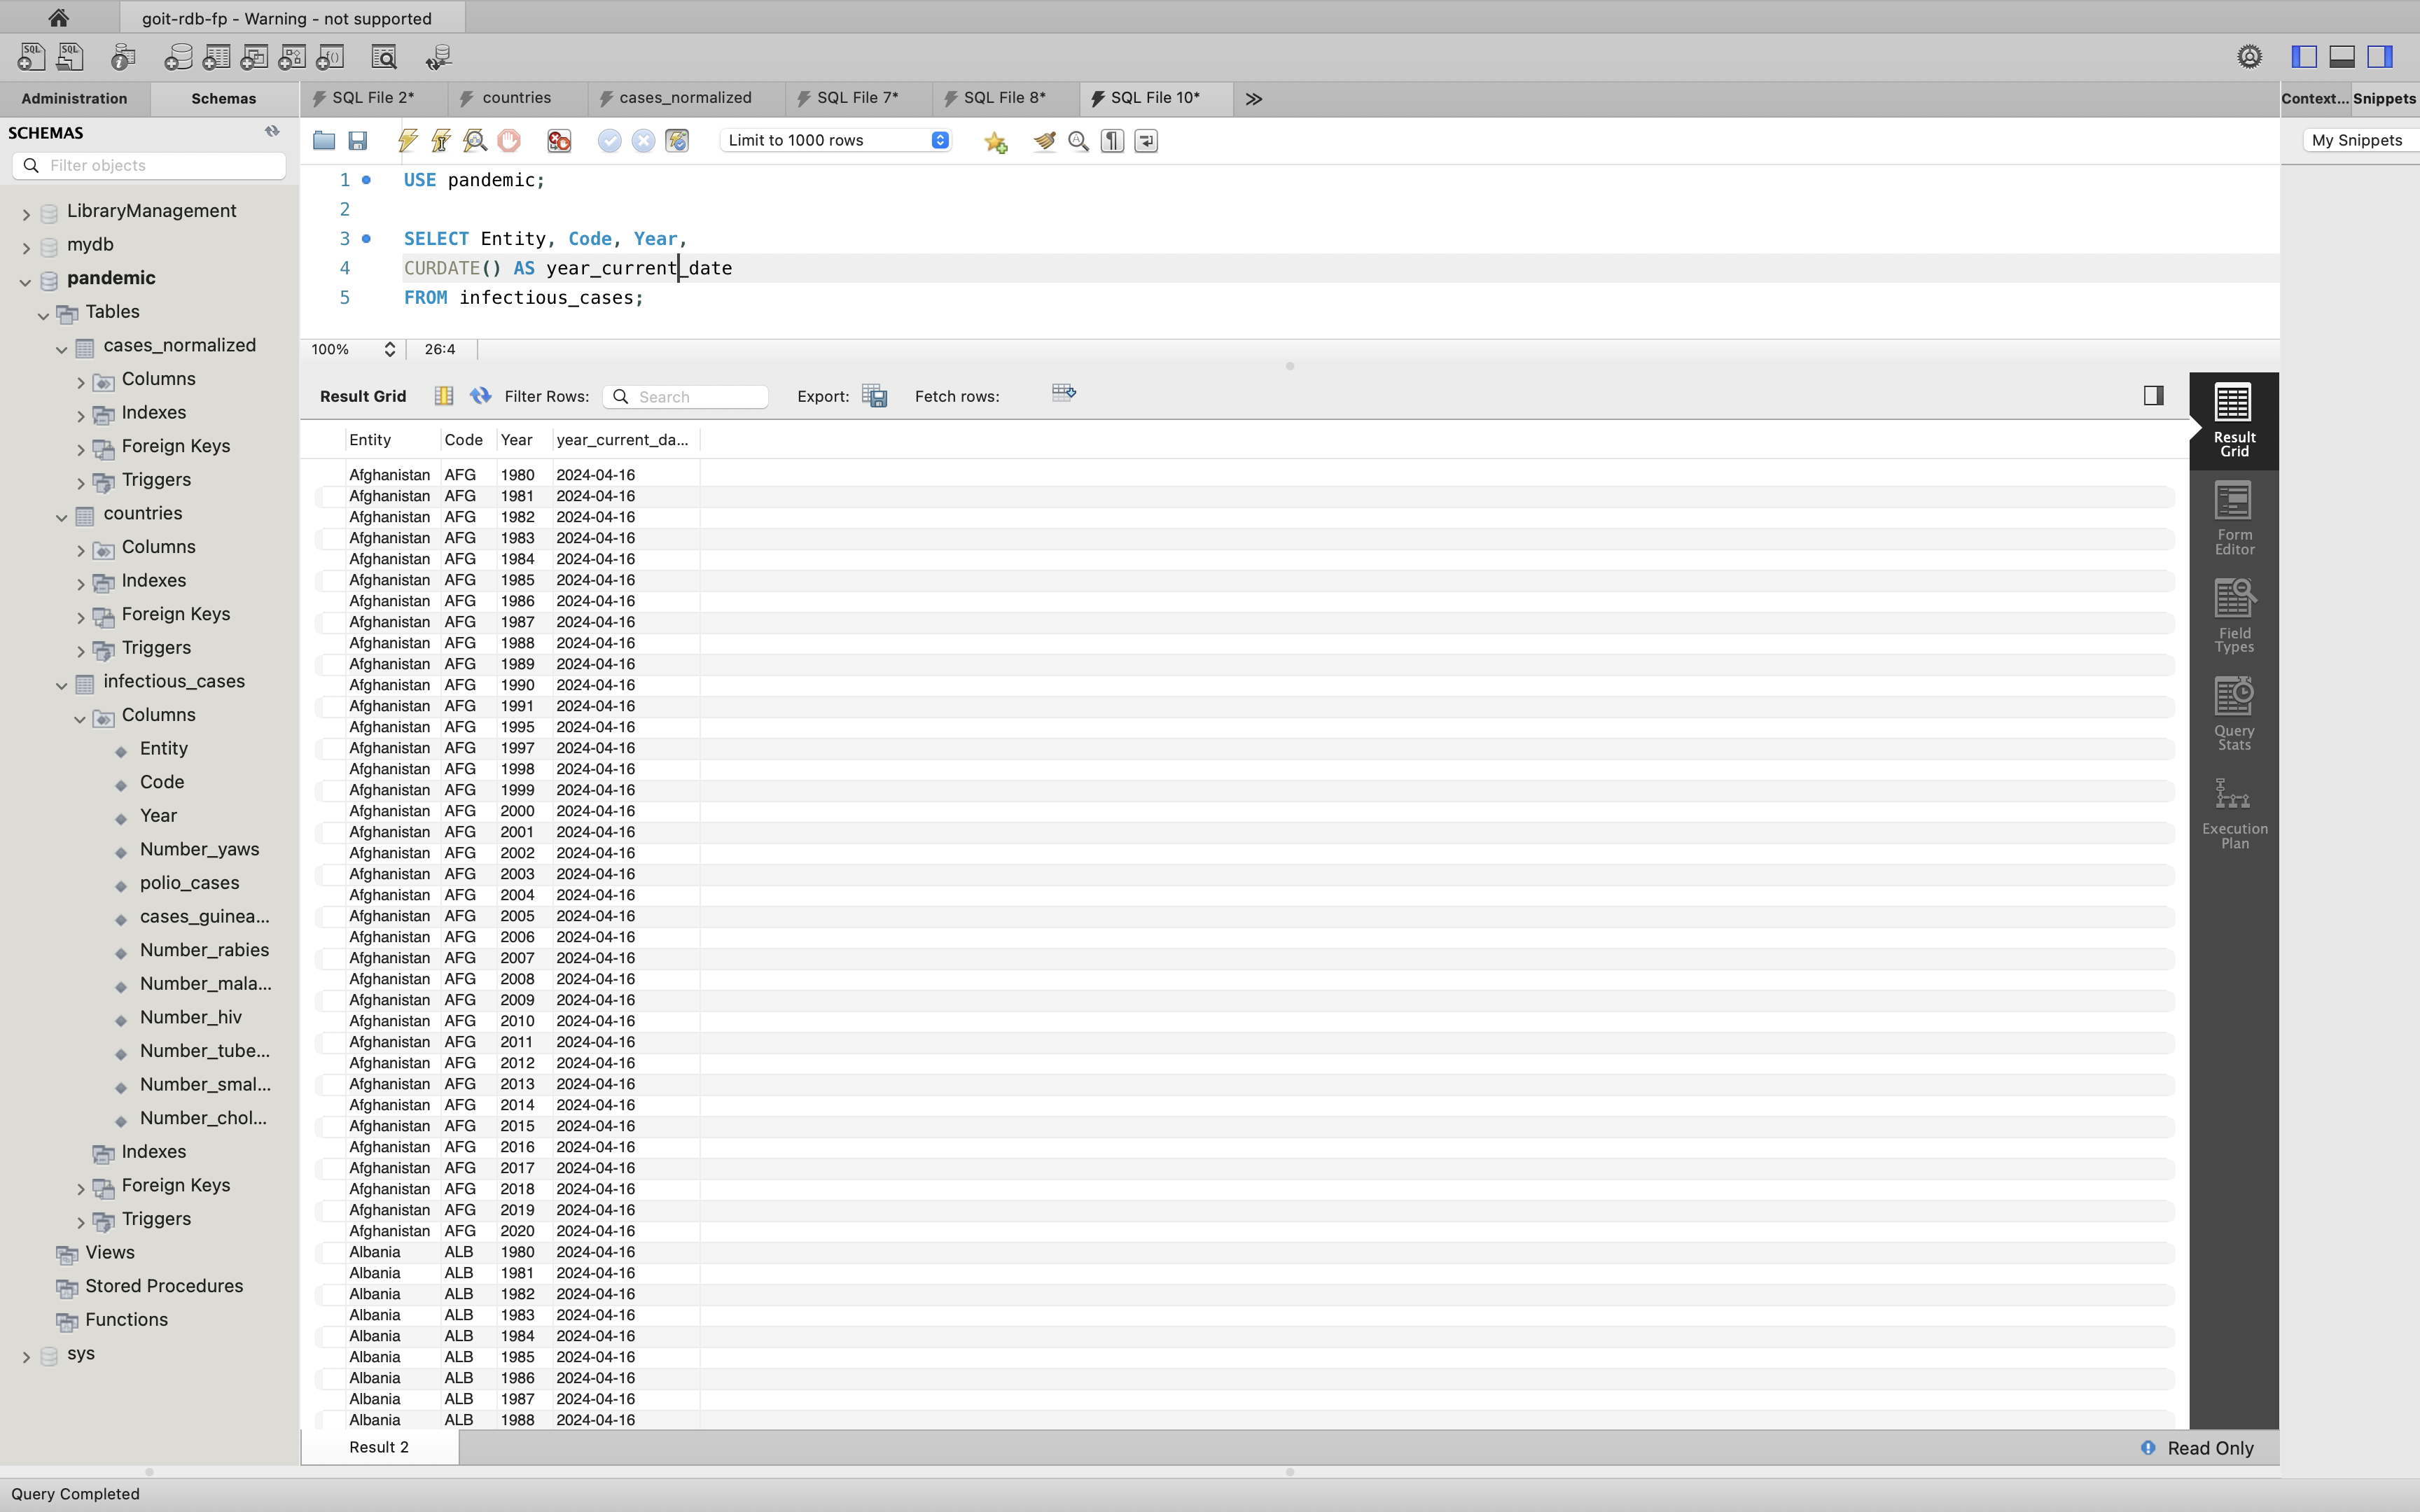 goit-rdb-fp - Warning - not supported
Administration Schemas
SQL File 2* countries cases_normalized SQL File 7* SQL File 8* SQL File 10*
Context... Snippets
SCHEMAS
Filter objects
Limit to 1000 rows
My Snippets
LibraryManagement
mydb
pandemic
Tables
cases_normalized
Columns
Indexes
Foreign Keys
Triggers
countries
Columns
Indexes
Foreign Keys
Triggers
infectious_cases
Columns
Entity
Code
Year
Number_yaws
polio_cases
cases_guinea...
Number_rabies
Number_mala...
Number_hiv
Number_tube...
Number_smal...
Number_chol...
Indexes
Foreign Keys
Triggers
Views
Stored Procedures
Functions
sys
1 USE pandemic;
2
3 SELECT Entity, Code, Year,
4 CURDATE() AS year_current_date
5 FROM infectious_cases;
100% 26:4
Result Grid Filter Rows: Search Export: Fetch rows:
Entity Code Year year_current_da...
Afghanistan AFG 1980 2024-04-16
Afghanistan AFG 1981 2024-04-16
Afghanistan AFG 1982 2024-04-16
Afghanistan AFG 1983 2024-04-16
Afghanistan AFG 1984 2024-04-16
Afghanistan AFG 1985 2024-04-16
Afghanistan AFG 1986 2024-04-16
Afghanistan AFG 1987 2024-04-16
Afghanistan AFG 1988 2024-04-16
Afghanistan AFG 1989 2024-04-16
Afghanistan AFG 1990 2024-04-16
Afghanistan AFG 1991 2024-04-16
Afghanistan AFG 1995 2024-04-16
Afghanistan AFG 1997 2024-04-16
Afghanistan AFG 1998 2024-04-16
Afghanistan AFG 1999 2024-04-16
Afghanistan AFG 2000 2024-04-16
Afghanistan AFG 2001 2024-04-16
Afghanistan AFG 2002 2024-04-16
Afghanistan AFG 2003 2024-04-16
Afghanistan AFG 2004 2024-04-16
Afghanistan AFG 2005 2024-04-16
Afghanistan AFG 2006 2024-04-16
Afghanistan AFG 2007 2024-04-16
Afghanistan AFG 2008 2024-04-16
Afghanistan AFG 2009 2024-04-16
Afghanistan AFG 2010 2024-04-16
Afghanistan AFG 2011 2024-04-16
Afghanistan AFG 2012 2024-04-16
Afghanistan AFG 2013 2024-04-16
Afghanistan AFG 2014 2024-04-16
Afghanistan AFG 2015 2024-04-16
Afghanistan AFG 2016 2024-04-16
Afghanistan AFG 2017 2024-04-16
Afghanistan AFG 2018 2024-04-16
Afghanistan AFG 2019 2024-04-16
Afghanistan AFG 2020 2024-04-16
Albania ALB 1980 2024-04-16
Albania ALB 1981 2024-04-16
Albania ALB 1982 2024-04-16
Albania ALB 1983 2024-04-16
Albania ALB 1984 2024-04-16
Albania ALB 1985 2024-04-16
Albania ALB 1986 2024-04-16
Albania ALB 1987 2024-04-16
Albania ALB 1988 2024-04-16
Result
Grid
Form
Editor
Field
Types
Query
Stats
Execution
Plan
Result 2
Read Only
Query Completed